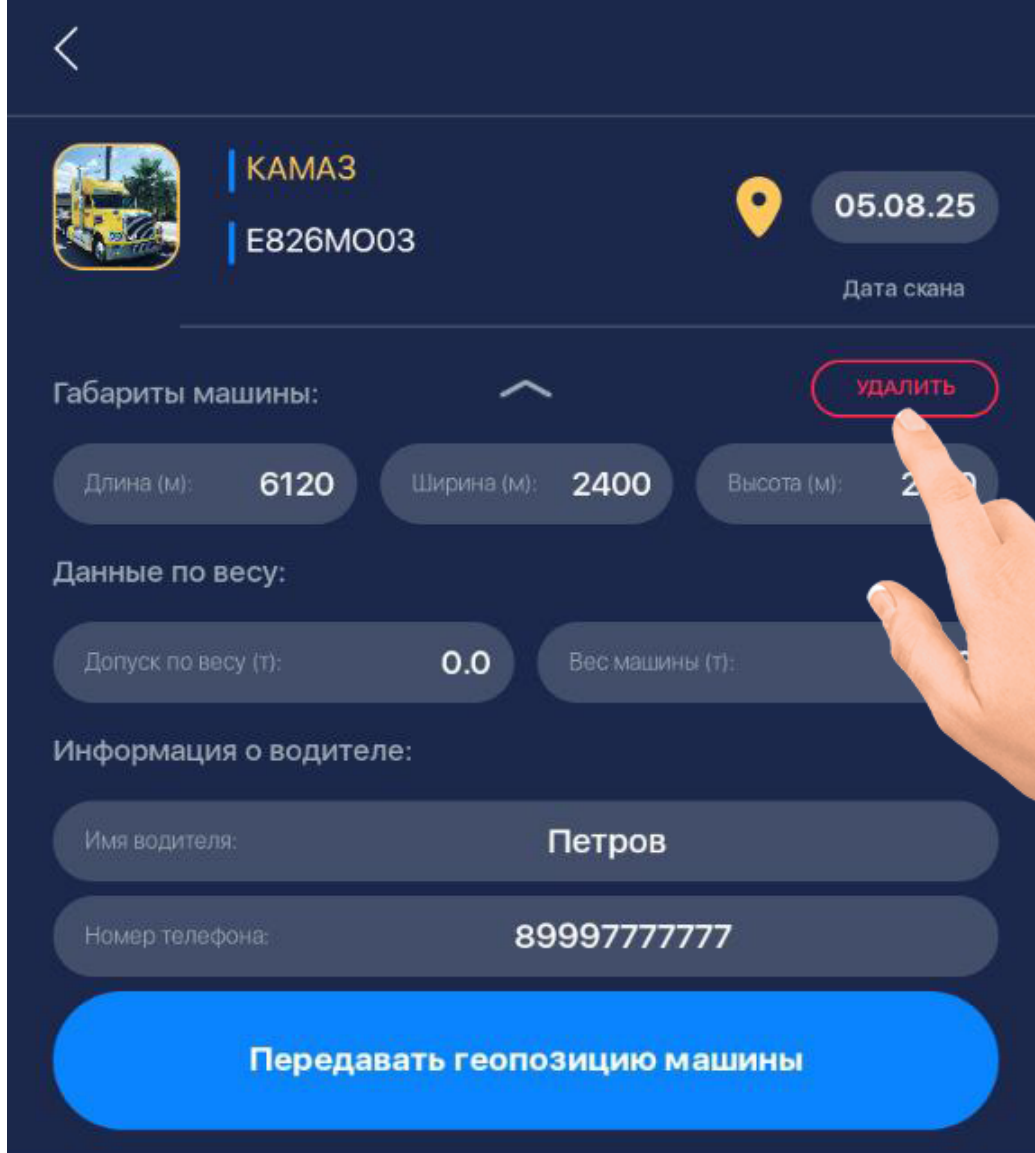 КАМАЗ
Е826МО03
05.08.25
Дата скана
Габариты машины:
УДАЛИТЬ
Длина (м): 6120 Ширина (м): 2400 Высота (м):
Данные по весу:
Допуск по весу (т): 0.0 Вес машины (т):
Информация о водителе:
Имя водителя: Петров
Номер телефона: 89997777777
Передавать геопозицию машины